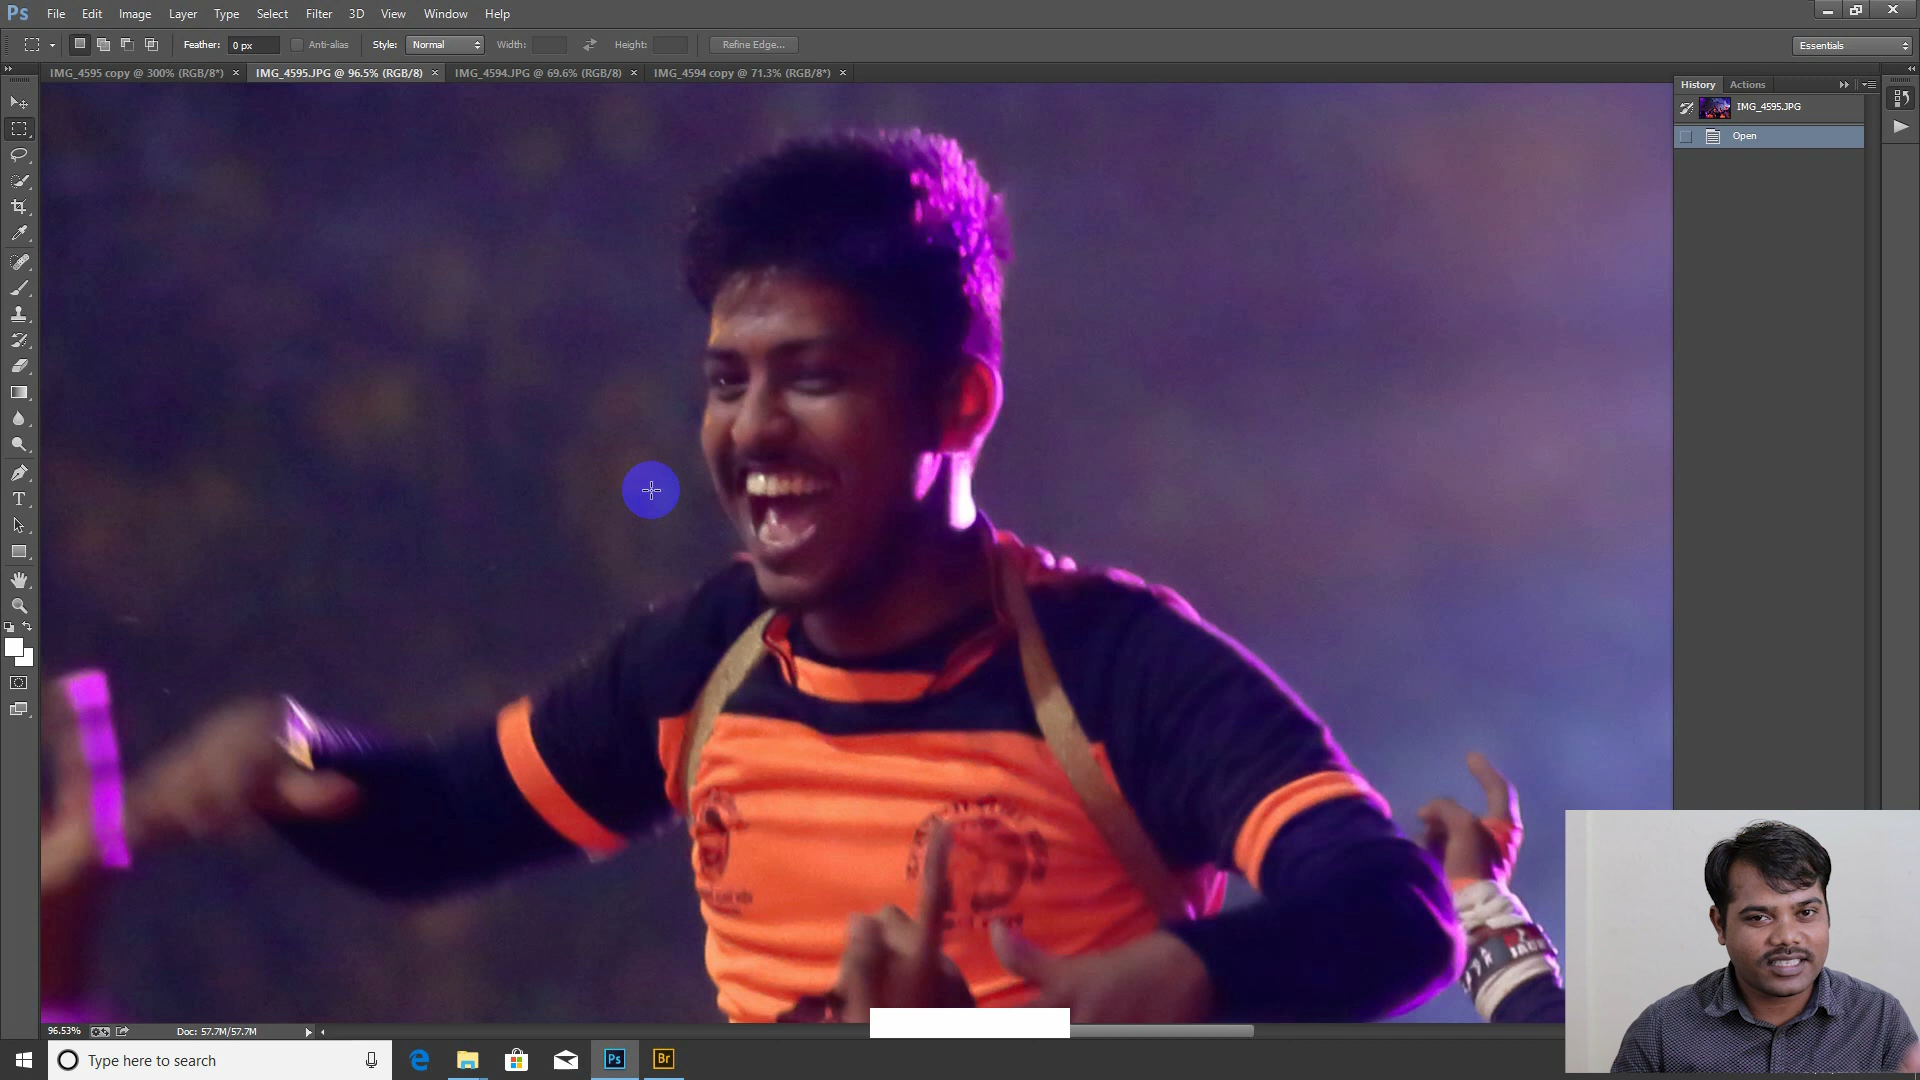 Ps File Edit Image Layer Type Select Filter 3D View Window Help
Feather: 0 px Anti-alias Style: Normal Width: Height: Refine Edge... Essentials
IMG_4595 copy @ 300% (RGB/8*) × IMG_4595.JPG @ 96.5% (RGB/8) × IMG_4594.JPG @ 69.6% (RGB/8) × IMG_4594 copy @ 71.3% (RGB/8*) ×
History Actions
IMG_4595.JPG
Open
T
96.53% Doc: 57.7M/57.7M
Type here to search Ps Br